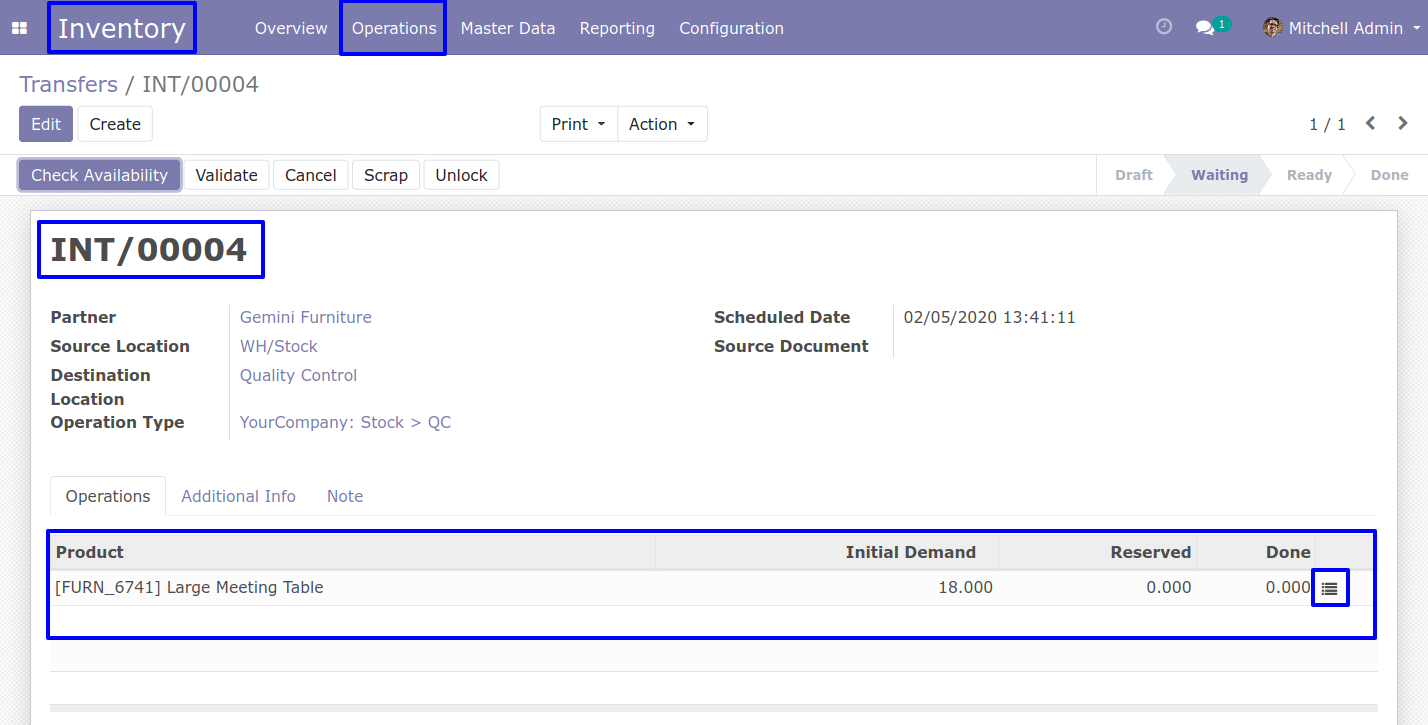 Inventory Overview Operations Master Data Reporting Configuration 1 Mitchell Admin
Transfers / INT/00004
Edit Create Print Action 1 / 1
Check Availability Validate Cancel Scrap Unlock Draft Waiting Ready Done
INT/00004
Partner Gemini Furniture Scheduled Date 02/05/2020 13:41:11
Source Location WH/Stock Source Document
Destination Quality Control
Location
Operation Type YourCompany: Stock > QC
Operations Additional Info Note
Product Initial Demand Reserved Done
[FURN_6741] Large Meeting Table 18.000 0.000 0.000